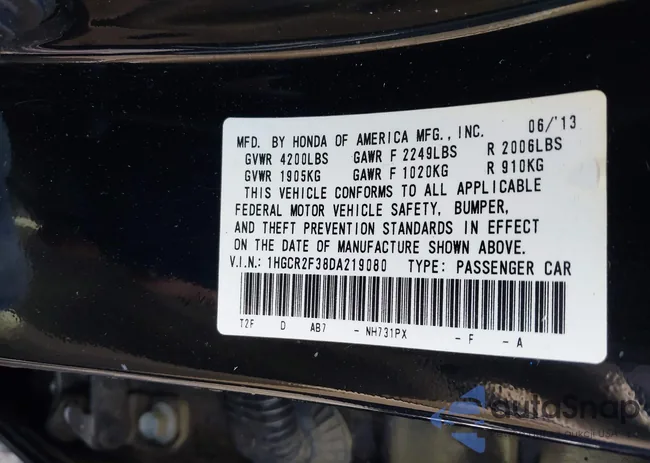 MFD. BY HONDA OF AMERICA MFG., INC. 06/'13
GVWR 4200LBS GAWR F 2249LBS R 2006LBS
GVWR 1905KG GAWR F 1020KG R 910KG
THIS VEHICLE CONFORMS TO ALL APPLICABLE
FEDERAL MOTOR VEHICLE SAFETY, BUMPER,
AND THEFT PREVENTION STANDARDS IN EFFECT
ON THE DATE OF MANUFACTURE SHOWN ABOVE.
V.I.N.: 1HGCR2F38DA219080 TYPE: PASSENGER CAR
T2F D AB7 - NH731PX - F - A
autoSnap